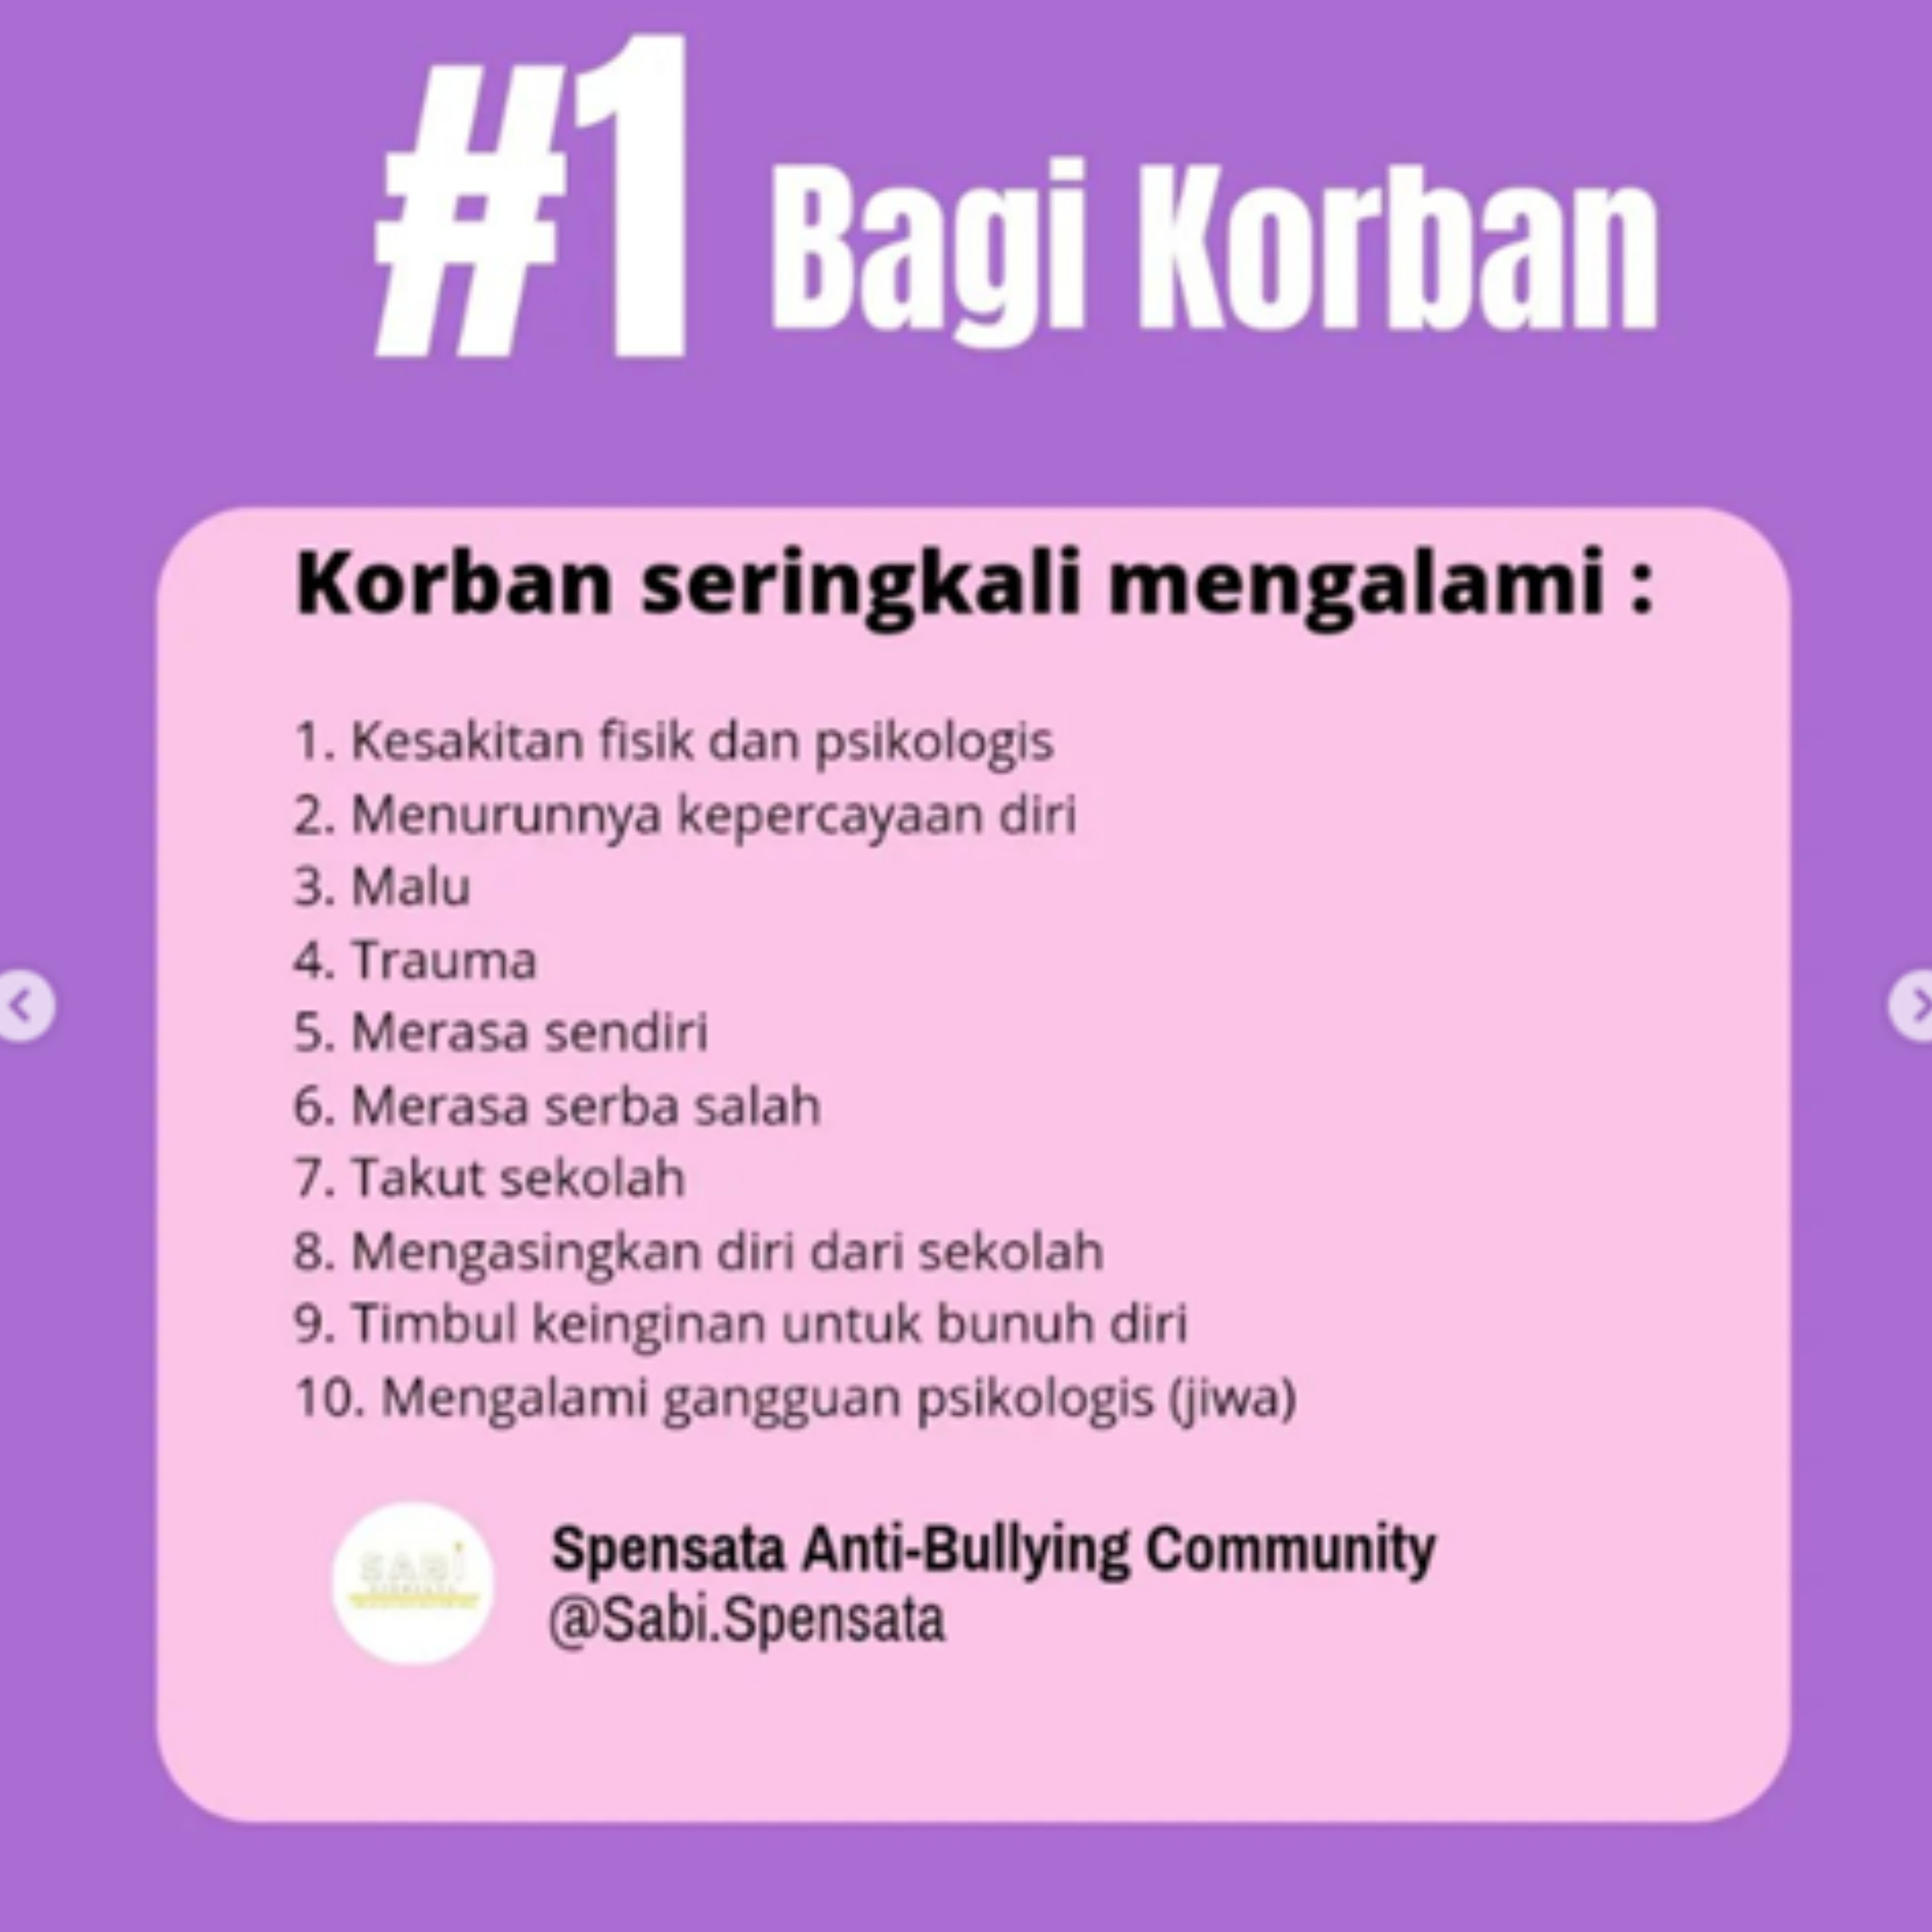 #1 Bagi Korban
Korban seringkali mengalami :
1. Kesakitan fisik dan psikologis
2. Menurunnya kepercayaan diri
3. Malu
4. Trauma
5. Merasa sendiri
6. Merasa serba salah
7. Takut sekolah
8. Mengasingkan diri dari sekolah
9. Timbul keinginan untuk bunuh diri
10. Mengalami gangguan psikologis (jiwa)
SABI
Spensata Anti-Bullying Community
@Sabi.Spensata